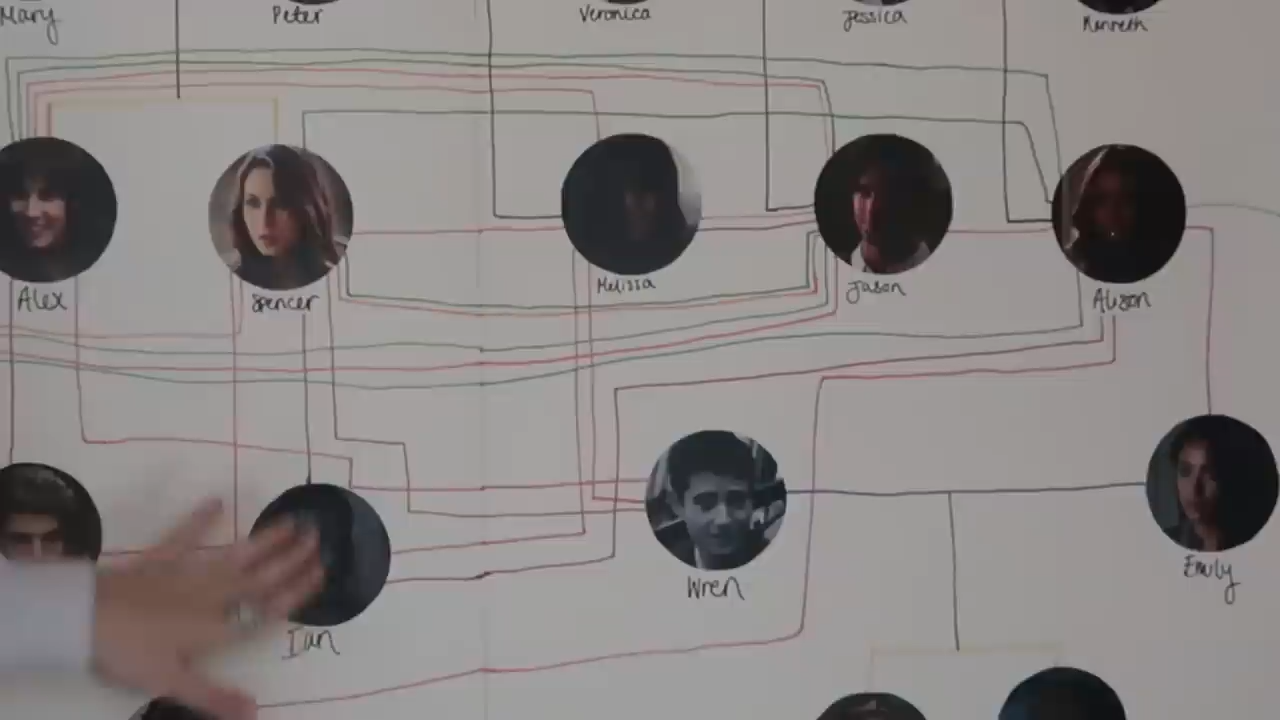 Mary
Peter
Veronica
Jessica
Kenneth
Alex
Spencer
Melissa
Jason
Alison
Wren
Emily
Ian